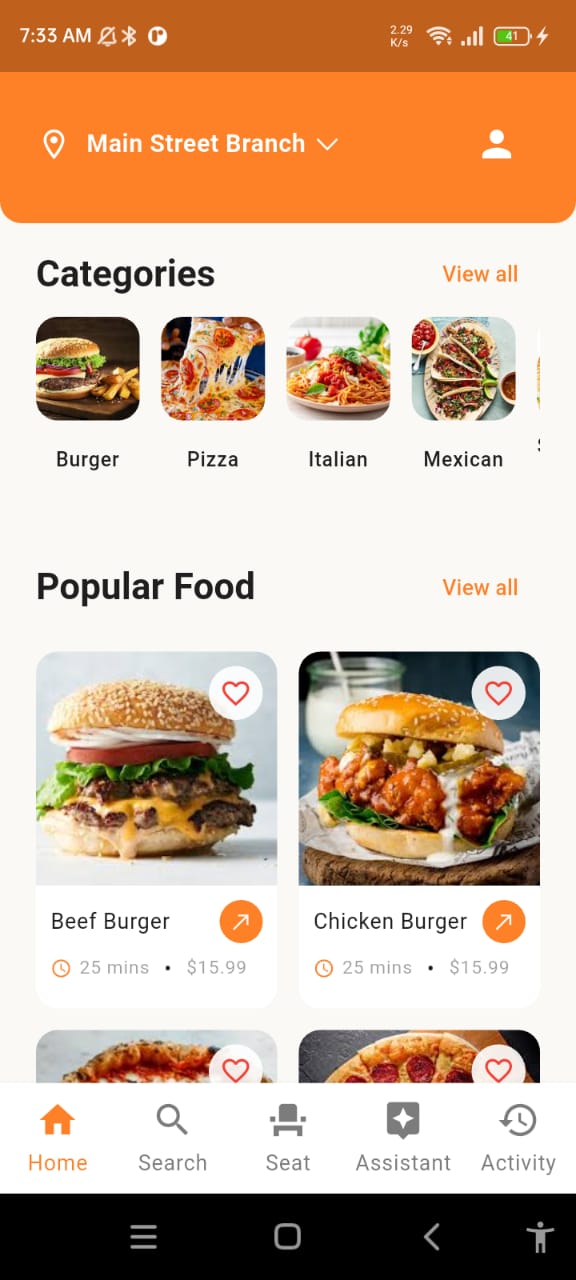 7:33 AM
2.29
K/s
41
Main Street Branch
Categories
View all
Burger
Pizza
Italian
Mexican
Popular Food
View all
Beef Burger
25 mins • $15.99
Chicken Burger
25 mins • $15.99
Home
Search
Seat
Assistant
Activity